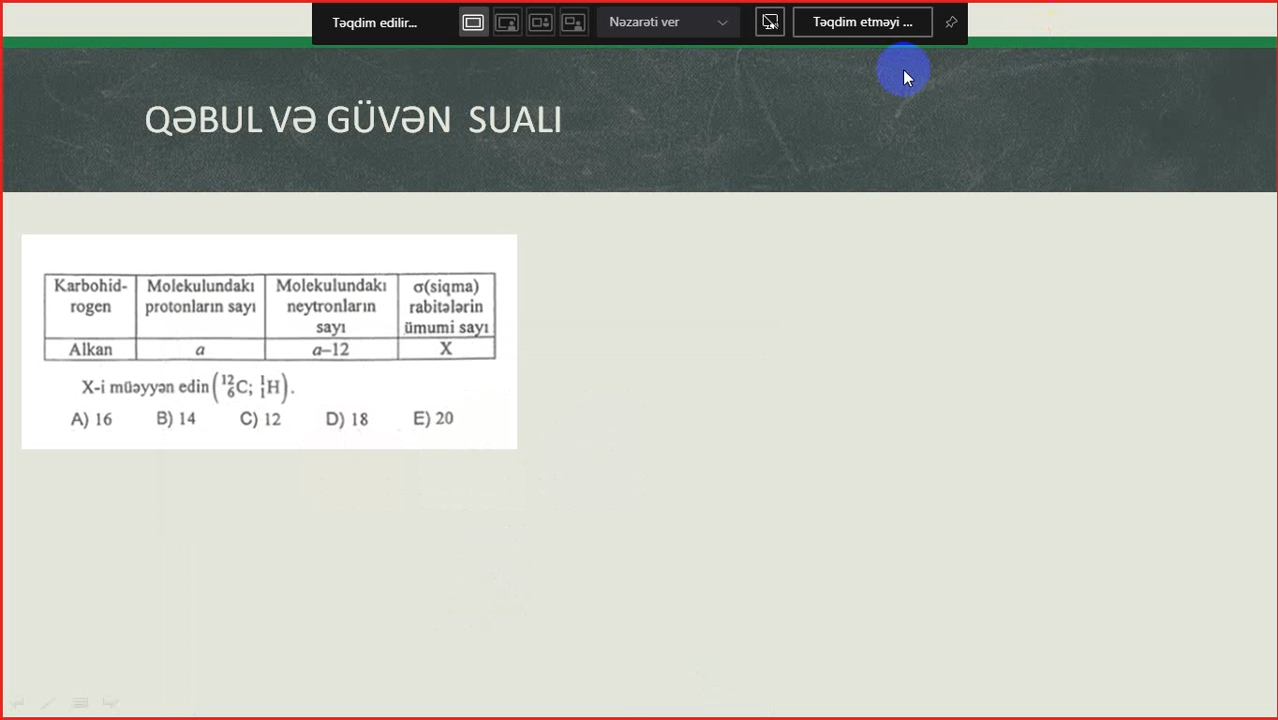 Təqdim edilir...
Nəzarəti ver
Təqdim etməyi ...
QƏBUL VƏ GÜVƏN SUALI
Karbohid-
rogen
Molekulundakı
protonların sayı
Molekulundakı
neytronların
sayı
σ(siqma)
rabitələrin
ümumi sayı
Alkan
a
a–12
X
X-i müəyyən edin (¹²₆C; ¹₁H).
A) 16 B) 14 C) 12 D) 18 E) 20